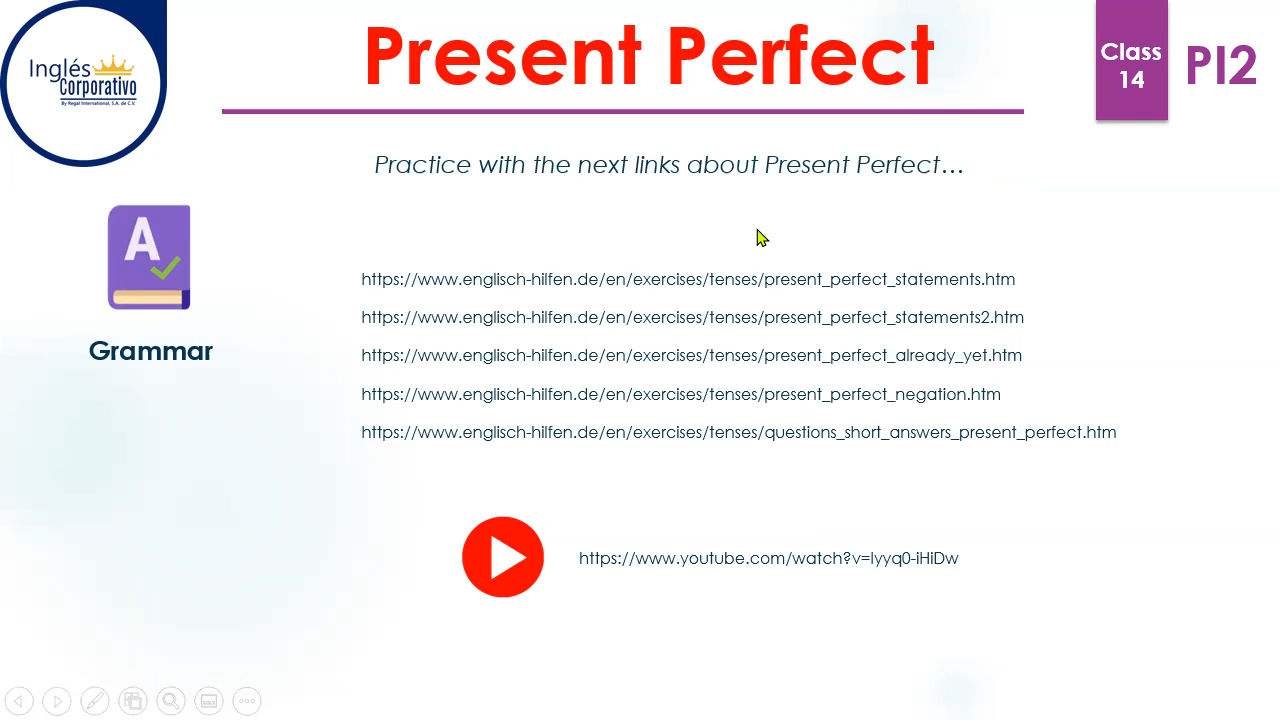 Present Perfect
Class
14
PI2
Inglés
Corporativo
By Regal International, S.A. de C.V.
Practice with the next links about Present Perfect…
A
Grammar
https://www.englisch-hilfen.de/en/exercises/tenses/present_perfect_statements.htm
https://www.englisch-hilfen.de/en/exercises/tenses/present_perfect_statements2.htm
https://www.englisch-hilfen.de/en/exercises/tenses/present_perfect_already_yet.htm
https://www.englisch-hilfen.de/en/exercises/tenses/present_perfect_negation.htm
https://www.englisch-hilfen.de/en/exercises/tenses/questions_short_answers_present_perfect.htm
https://www.youtube.com/watch?v=lyyq0-iHiDw